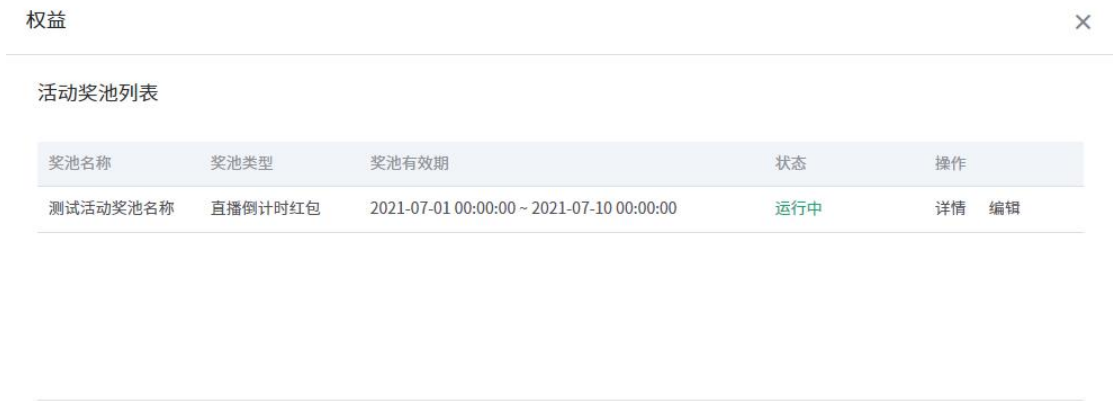 权益
活动奖池列表
奖池名称 奖池类型 奖池有效期 状态 操作
测试活动奖池名称 直播倒计时红包 2021-07-01 00:00:00 ~ 2021-07-10 00:00:00 运行中 详情 编辑